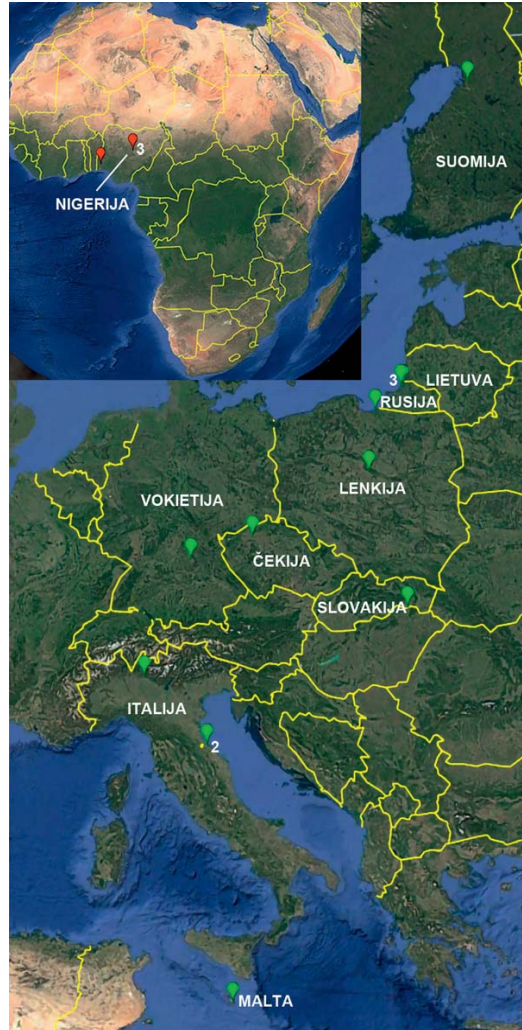 3
NIGERIJA
SUOMIJA
3
LIETUVA
RUSIJA
LENKIJA
VOKIETIJA
ČEKIJA
SLOVAKIJA
ITALIJA
2
MALTA